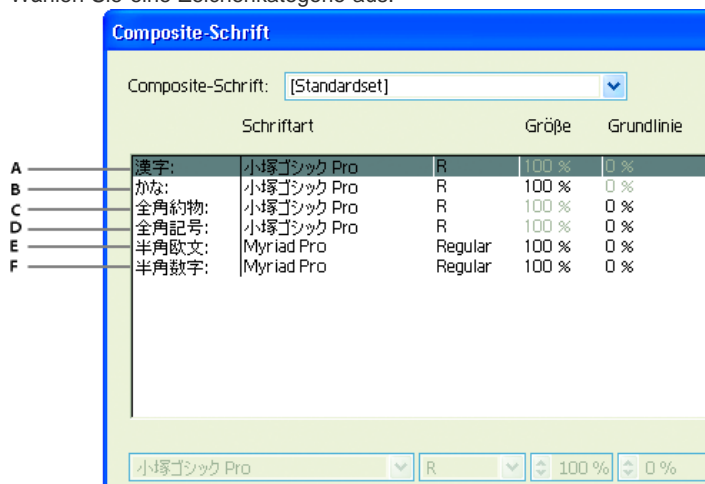 Wählen Sie eine Zeichenkategorie aus.
Composite-Schrift
Composite-Schrift: [Standardset]
Schriftart Größe Grundlinie
A 漢字: 小塚ゴシック Pro R 100 % 0 %
B かな: 小塚ゴシック Pro R 100 % 0 %
C 全角約物: 小塚ゴシック Pro R 100 % 0 %
D 全角記号: 小塚ゴシック Pro R 100 % 0 %
E 半角欧文: Myriad Pro Regular 100 % 0 %
F 半角数字: Myriad Pro Regular 100 % 0 %
小塚ゴシック Pro R 100 % 0 %